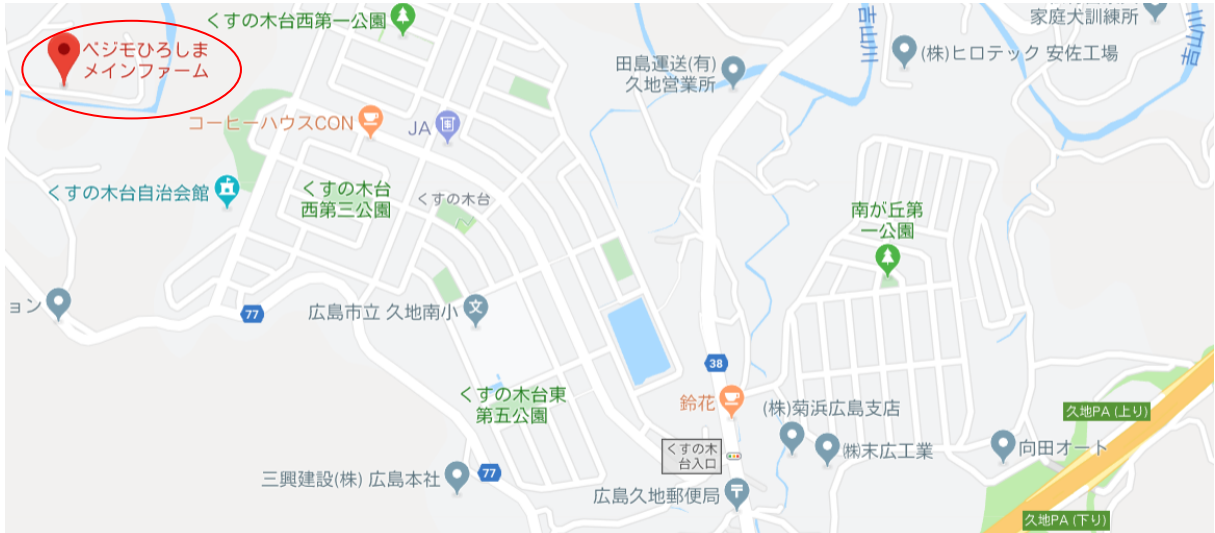 くすの木台西第一公園
ベジモひろしま
メインファーム
吉山川
家庭犬訓練所
(株)ヒロテック 安佐工場
田島運送(有)
久地営業所
コーヒーハウスCON
JA
くすの木台自治会館
くすの木台
西第三公園
くすの木台
南が丘第
一公園
ョン
77
広島市立 久地南小
38
くすの木台東
第五公園
鈴花
(株)菊浜広島支店
久地PA (上り)
くすの木
台入口
㈱末広工業
向田オート
三興建設(株) 広島本社
77
広島久地郵便局
久地PA (下り)